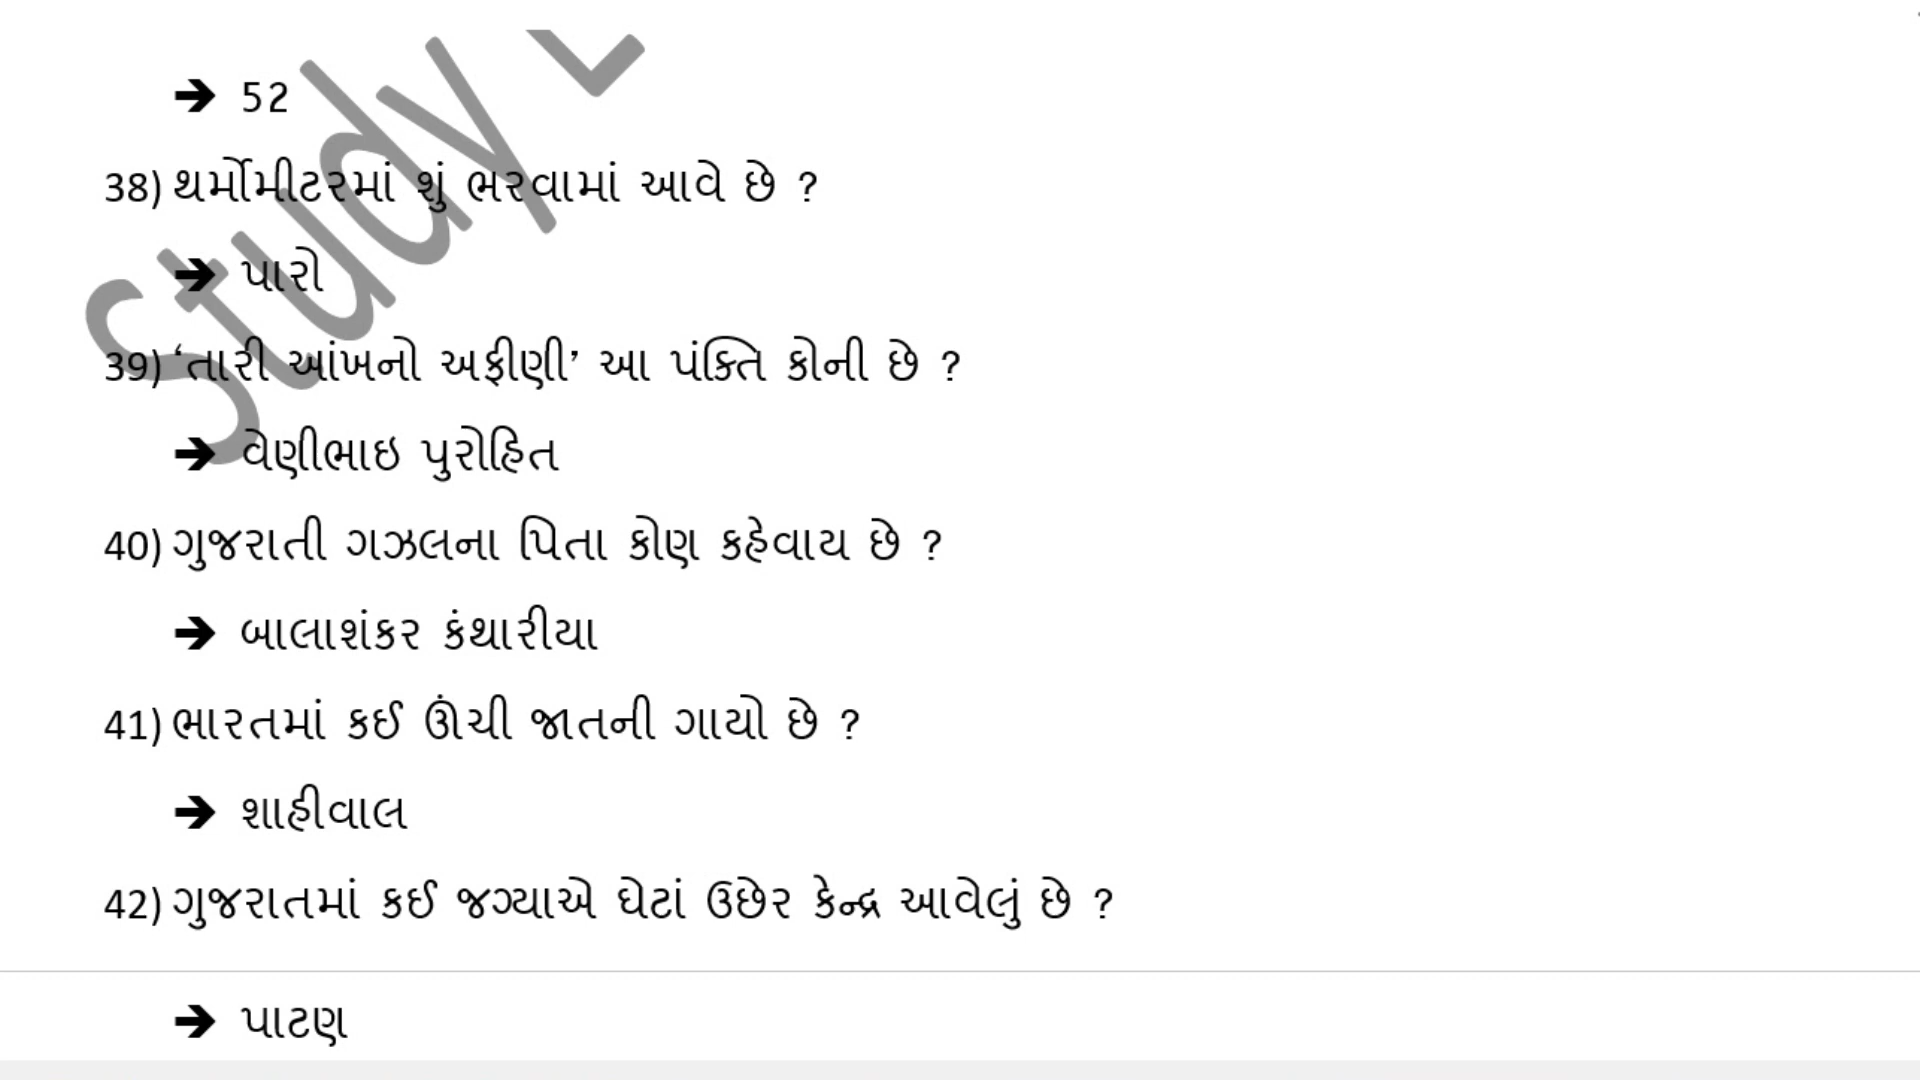 ➔ 52
Study
38) થર્મોમીટરમાં શું ભરવામાં આવે છે ?
➔ પારો
39) ‘તારી આંખનો અફીણી’ આ પંક્તિ કોની છે ?
➔ વેણીભાઇ પુરોહિત
40) ગુજરાતી ગઝલના પિતા કોણ કહેવાય છે ?
➔ બાલાશંકર કંથારીયા
41) ભારતમાં કઈ ઊંચી જાતની ગાયો છે ?
➔ શાહીવાલ
42) ગુજરાતમાં કઈ જગ્યાએ ઘેટાં ઉછેર કેન્દ્ર આવેલું છે ?
➔ પાટણ